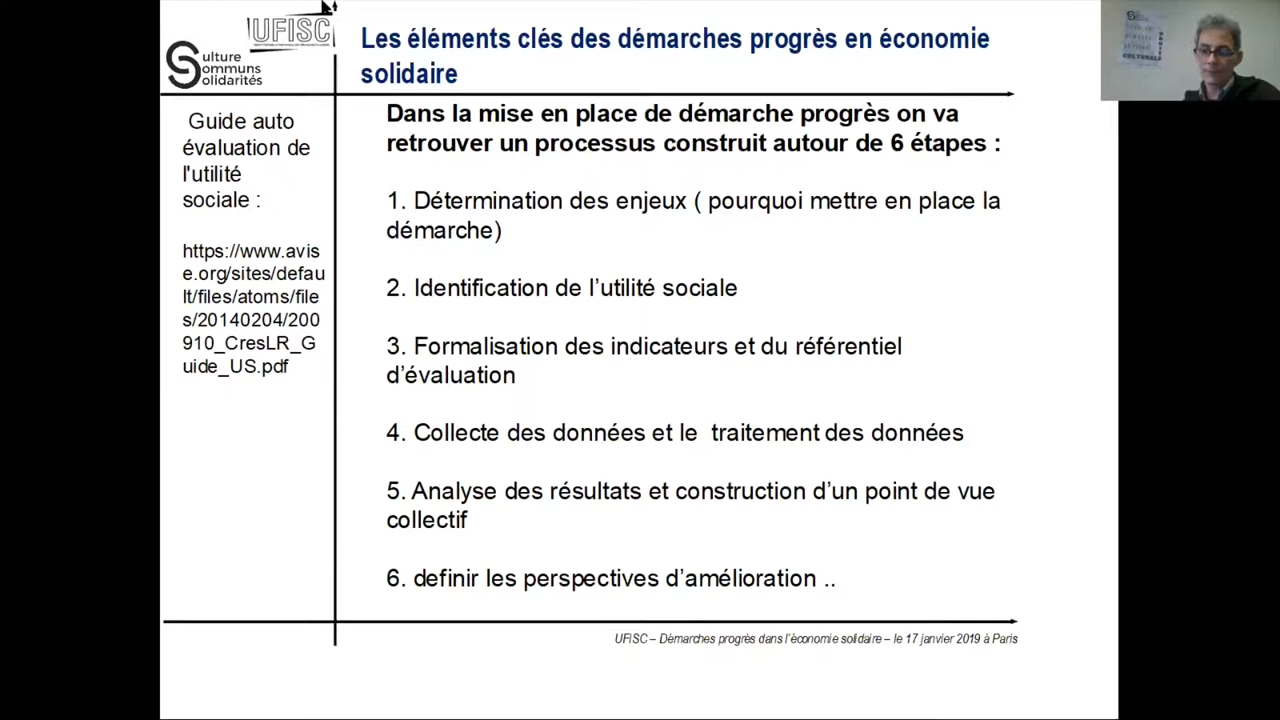 UFISC
Culture
Communs
Solidarités
Les éléments clés des démarches progrès en économie
solidaire
Guide auto
évaluation de
l'utilité
sociale :
https://www.avis
e.org/sites/defau
lt/files/atoms/file
s/20140204/200
910_CresLR_G
uide_US.pdf
Dans la mise en place de démarche progrès on va
retrouver un processus construit autour de 6 étapes :
1. Détermination des enjeux ( pourquoi mettre en place la
démarche)
2. Identification de l’utilité sociale
3. Formalisation des indicateurs et du référentiel
d’évaluation
4. Collecte des données et le  traitement des données
5. Analyse des résultats et construction d’un point de vue
collectif
6. definir les perspectives d’amélioration ..
UFISC – Démarches progrès dans l’économie solidaire – le 17 janvier 2019 à Paris
CULTURELS